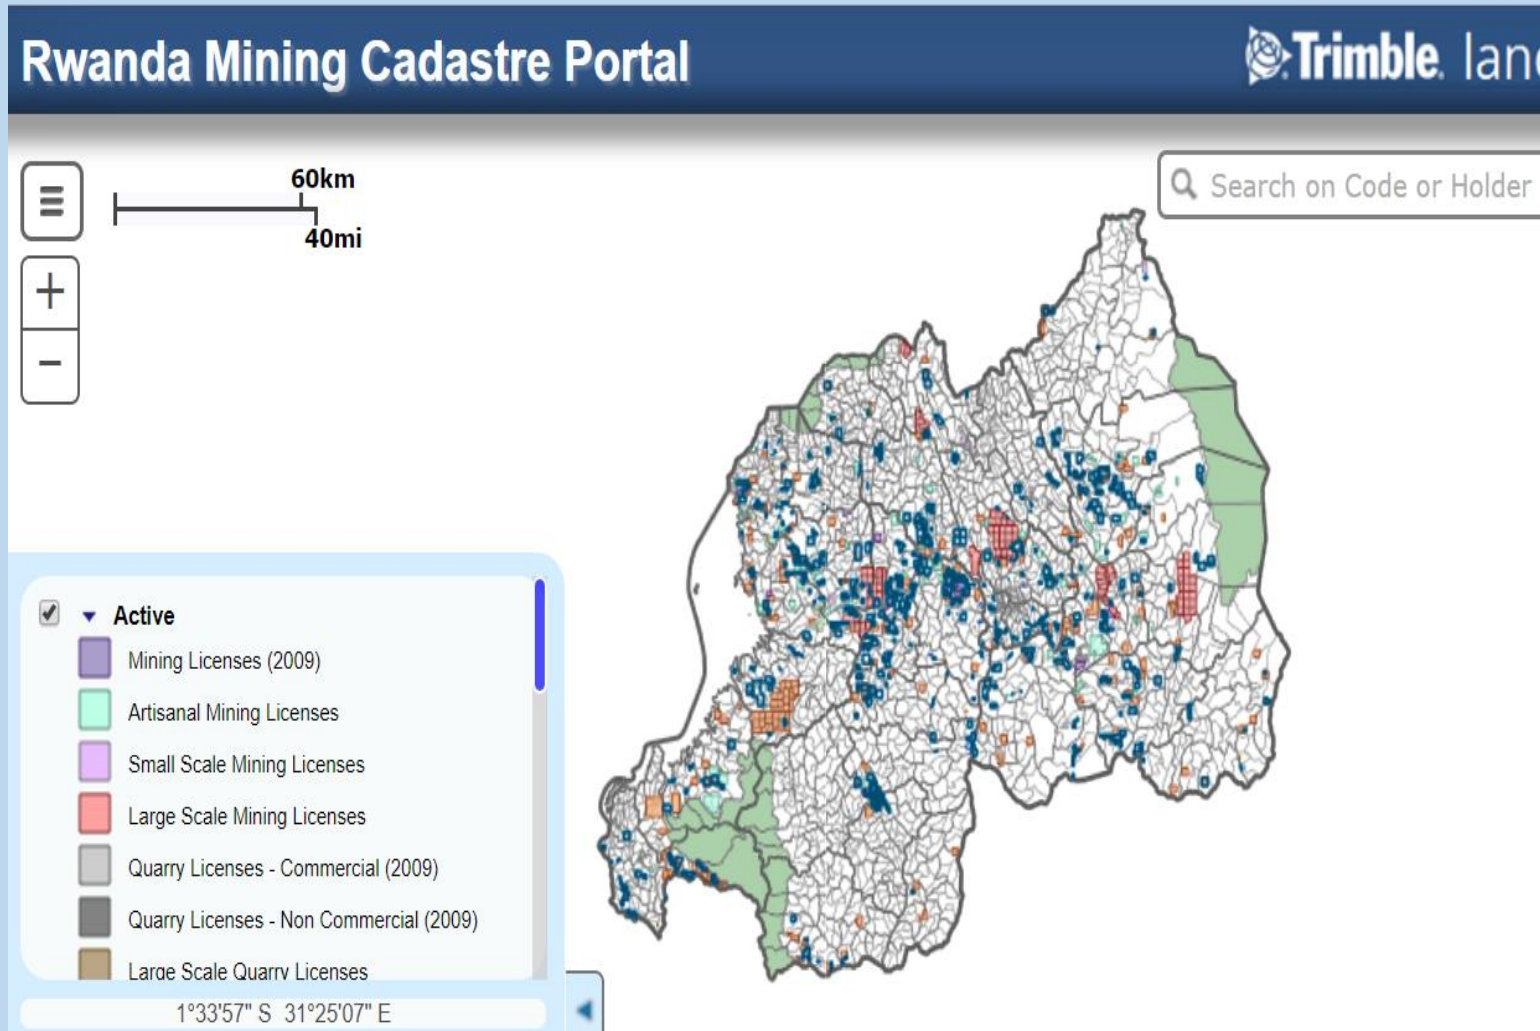 Rwanda Mining Cadastre Portal
Trimble. lan
60km
40mi
Search on Code or Holder
Active
Mining Licenses (2009)
Artisanal Mining Licenses
Small Scale Mining Licenses
Large Scale Mining Licenses
Quarry Licenses - Commercial (2009)
Quarry Licenses - Non Commercial (2009)
Large Scale Quarry Licenses
1°33'57" S 31°25'07" E